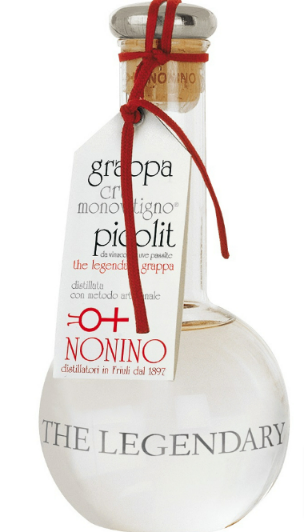 NONINO
grappa
cru
monovitigno®
picolit
da vinacce uve passite
the legendary grappa
distillata
con metodo artigianale
NONINO
distillatori in Friuli dal 1897
THE LEGENDARY